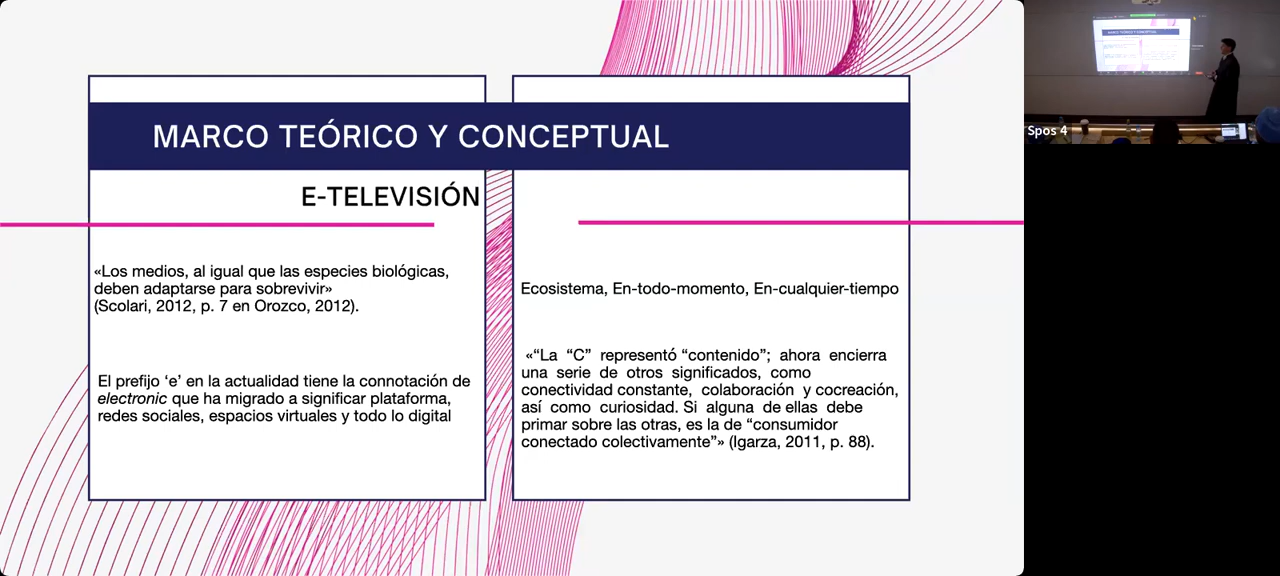 MARCO TEÓRICO Y CONCEPTUAL
E-TELEVISIÓN
«Los medios, al igual que las especies biológicas,
deben adaptarse para sobrevivir»
(Scolari, 2012, p. 7 en Orozco, 2012).
El prefijo ‘e’ en la actualidad tiene la connotación de
electronic que ha migrado a significar plataforma,
redes sociales, espacios virtuales y todo lo digital
Ecosistema, En-todo-momento, En-cualquier-tiempo
«“La “C” representó “contenido”; ahora encierra
una serie de otros significados, como
conectividad constante, colaboración y cocreación,
así como curiosidad. Si alguna de ellas debe
primar sobre las otras, es la de “consumidor
conectado colectivamente”» (Igarza, 2011, p. 88).
MARCO TEÓRICO Y CONCEPTUAL
Spos 4